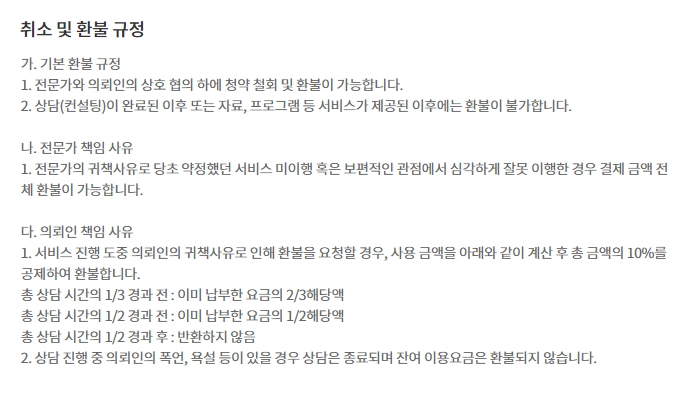 취소 및 환불 규정
가. 기본 환불 규정
1. 전문가와 의뢰인의 상호 협의 하에 청약 철회 및 환불이 가능합니다.
2. 상담(컨설팅)이 완료된 이후 또는 자료, 프로그램 등 서비스가 제공된 이후에는 환불이 불가합니다.
나. 전문가 책임 사유
1. 전문가의 귀책사유로 당초 약정했던 서비스 미이행 혹은 보편적인 관점에서 심각하게 잘못 이행한 경우 결제 금액 전
체 환불이 가능합니다.
다. 의뢰인 책임 사유
1. 서비스 진행 도중 의뢰인의 귀책사유로 인해 환불을 요청할 경우, 사용 금액을 아래와 같이 계산 후 총 금액의 10%를
공제하여 환불합니다.
총 상담 시간의 1/3 경과 전 : 이미 납부한 요금의 2/3해당액
총 상담 시간의 1/2 경과 전 : 이미 납부한 요금의 1/2해당액
총 상담 시간의 1/2 경과 후 : 반환하지 않음
2. 상담 진행 중 의뢰인의 폭언, 욕설 등이 있을 경우 상담은 종료되며 잔여 이용요금은 환불되지 않습니다.